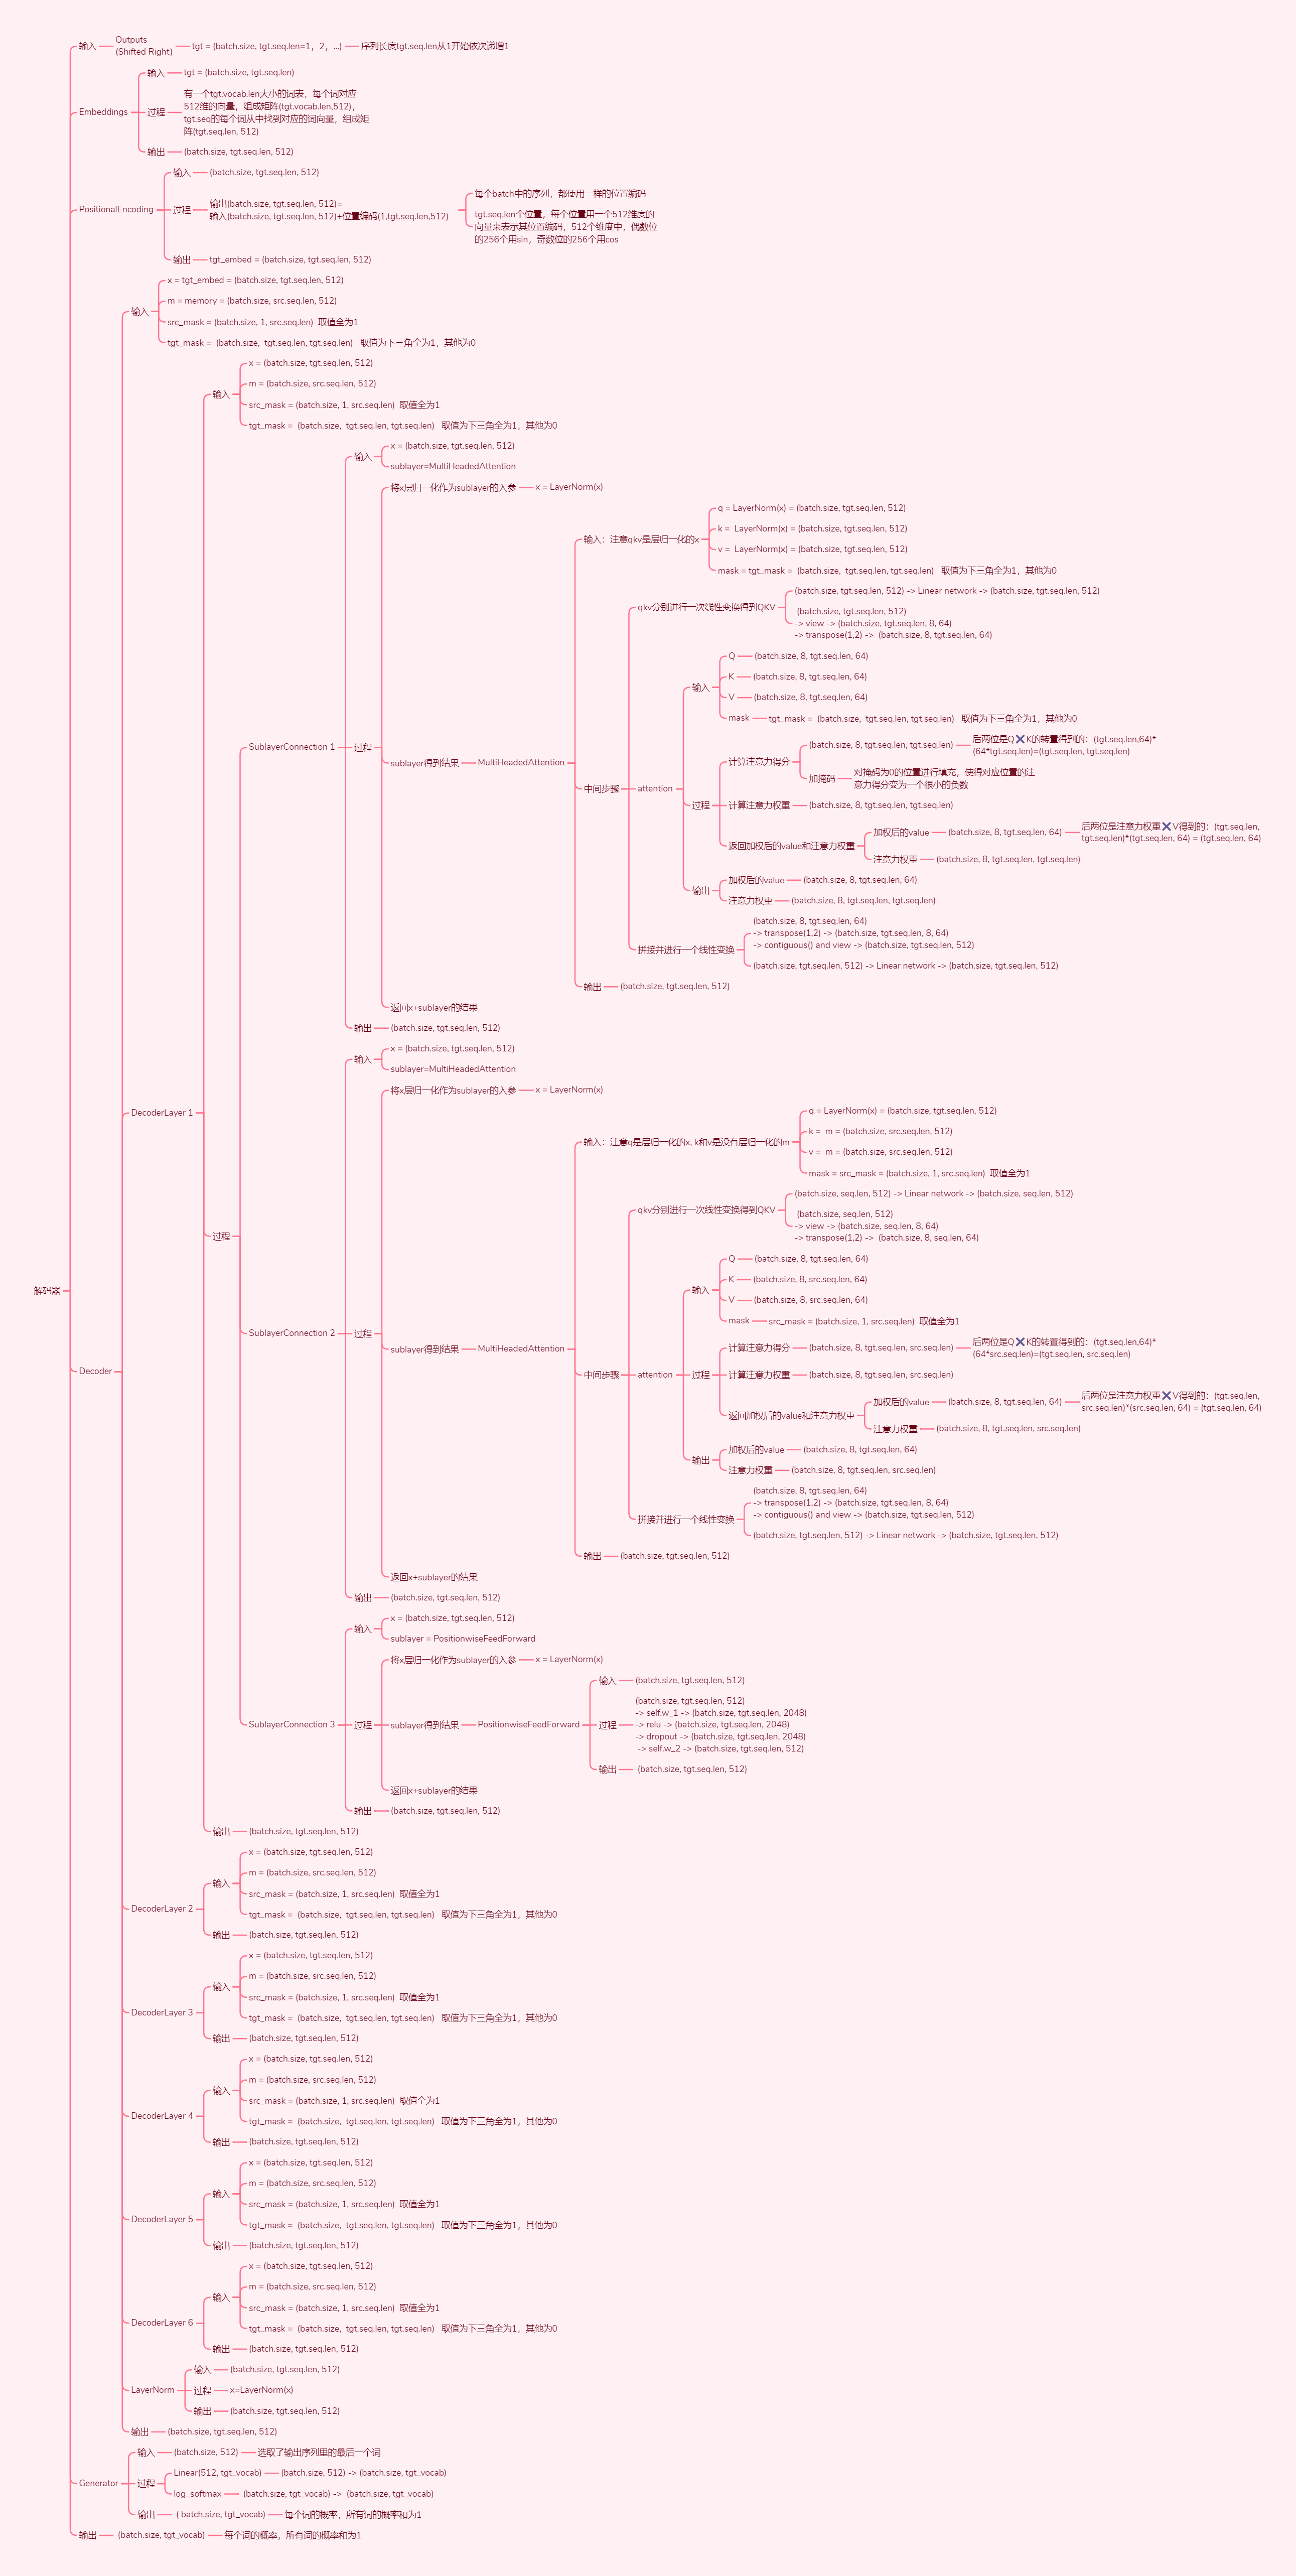 解码器
输入
Outputs
(Shifted Right)
tgt = (batch.size, tgt.seq.len=1，2，...)
序列长度tgt.seq.len从1开始依次递增1
Embeddings
输入
tgt = (batch.size, tgt.seq.len)
过程
有一个tgt.vocab.len大小的词表，每个词对应
512维的向量，组成矩阵(tgt.vocab.len,512)，
tgt.seq的每个词从中找到对应的词向量，组成矩
阵(tgt.seq.len, 512)
输出
(batch.size, tgt.seq.len, 512)
PositionalEncoding
输入
(batch.size, tgt.seq.len, 512)
过程
输出(batch.size, tgt.seq.len, 512)=
输入(batch.size, tgt.seq.len, 512)+位置编码(1,tgt.seq.len,512)
每个batch中的序列，都使用一样的位置编码
tgt.seq.len个位置，每个位置用一个512维度的
向量来表示其位置编码，512个维度中，偶数位
的256个用sin，奇数位的256个用cos
输出
tgt_embed = (batch.size, tgt.seq.len, 512)
Decoder
输入
x = tgt_embed = (batch.size, tgt.seq.len, 512)
m = memory = (batch.size, src.seq.len, 512)
src_mask = (batch.size, 1, src.seq.len) 取值全为1
tgt_mask = (batch.size, tgt.seq.len, tgt.seq.len) 取值为下三角全为1，其他为0
DecoderLayer 1
输入
x = (batch.size, tgt.seq.len, 512)
m = (batch.size, src.seq.len, 512)
src_mask = (batch.size, 1, src.seq.len) 取值全为1
tgt_mask = (batch.size, tgt.seq.len, tgt.seq.len) 取值为下三角全为1，其他为0
过程
SublayerConnection 1
输入
x = (batch.size, tgt.seq.len, 512)
sublayer=MultiHeadedAttention
过程
将x层归一化作为sublayer的入参
x = LayerNorm(x)
sublayer得到结果
MultiHeadedAttention
输入：注意qkv是层归一化的x
q = LayerNorm(x) = (batch.size, tgt.seq.len, 512)
k = LayerNorm(x) = (batch.size, tgt.seq.len, 512)
v = LayerNorm(x) = (batch.size, tgt.seq.len, 512)
mask = tgt_mask = (batch.size, tgt.seq.len, tgt.seq.len) 取值为下三角全为1，其他为0
中间步骤
qkv分别进行一次线性变换得到QKV
(batch.size, tgt.seq.len, 512) -> Linear network -> (batch.size, tgt.seq.len, 512)
(batch.size, tgt.seq.len, 512)
-> view -> (batch.size, tgt.seq.len, 8, 64)
-> transpose(1,2) -> (batch.size, 8, tgt.seq.len, 64)
attention
输入
Q
(batch.size, 8, tgt.seq.len, 64)
K
(batch.size, 8, tgt.seq.len, 64)
V
(batch.size, 8, tgt.seq.len, 64)
mask
tgt_mask = (batch.size, tgt.seq.len, tgt.seq.len) 取值为下三角全为1，其他为0
过程
计算注意力得分
(batch.size, 8, tgt.seq.len, tgt.seq.len)
后两位是Q✖K的转置得到的：(tgt.seq.len,64)*
(64*tgt.seq.len)=(tgt.seq.len, tgt.seq.len)
加掩码
对掩码为0的位置进行填充，使得对应位置的注
意力得分变为一个很小的负数
计算注意力权重
(batch.size, 8, tgt.seq.len, tgt.seq.len)
返回加权后的value和注意力权重
加权后的value
(batch.size, 8, tgt.seq.len, 64)
后两位是注意力权重✖V得到的：(tgt.seq.len,
tgt.seq.len)*(tgt.seq.len, 64) = (tgt.seq.len, 64)
注意力权重
(batch.size, 8, tgt.seq.len, tgt.seq.len)
输出
加权后的value
(batch.size, 8, tgt.seq.len, 64)
注意力权重
(batch.size, 8, tgt.seq.len, tgt.seq.len)
拼接并进行一个线性变换
(batch.size, 8, tgt.seq.len, 64)
-> transpose(1,2) -> (batch.size, tgt.seq.len, 8, 64)
-> contiguous() and view -> (batch.size, tgt.seq.len, 512)
(batch.size, tgt.seq.len, 512) -> Linear network -> (batch.size, tgt.seq.len, 512)
输出
(batch.size, tgt.seq.len, 512)
返回x+sublayer的结果
输出
(batch.size, tgt.seq.len, 512)
SublayerConnection 2
输入
x = (batch.size, tgt.seq.len, 512)
sublayer=MultiHeadedAttention
过程
将x层归一化作为sublayer的入参
x = LayerNorm(x)
sublayer得到结果
MultiHeadedAttention
输入：注意q是层归一化的x, k和v是没有层归一化的m
q = LayerNorm(x) = (batch.size, tgt.seq.len, 512)
k = m = (batch.size, src.seq.len, 512)
v = m = (batch.size, src.seq.len, 512)
mask = src_mask = (batch.size, 1, src.seq.len) 取值全为1
中间步骤
qkv分别进行一次线性变换得到QKV
(batch.size, seq.len, 512) -> Linear network -> (batch.size, seq.len, 512)
(batch.size, seq.len, 512)
-> view -> (batch.size, seq.len, 8, 64)
-> transpose(1,2) -> (batch.size, 8, seq.len, 64)
attention
输入
Q
(batch.size, 8, tgt.seq.len, 64)
K
(batch.size, 8, src.seq.len, 64)
V
(batch.size, 8, src.seq.len, 64)
mask
src_mask = (batch.size, 1, src.seq.len) 取值全为1
过程
计算注意力得分
(batch.size, 8, tgt.seq.len, src.seq.len)
后两位是Q✖K的转置得到的：(tgt.seq.len,64)*
(64*src.seq.len)=(tgt.seq.len, src.seq.len)
计算注意力权重
(batch.size, 8, tgt.seq.len, src.seq.len)
返回加权后的value和注意力权重
加权后的value
(batch.size, 8, tgt.seq.len, 64)
后两位是注意力权重✖V得到的：(tgt.seq.len,
src.seq.len)*(src.seq.len, 64) = (tgt.seq.len, 64)
注意力权重
(batch.size, 8, tgt.seq.len, src.seq.len)
输出
加权后的value
(batch.size, 8, tgt.seq.len, 64)
注意力权重
(batch.size, 8, tgt.seq.len, src.seq.len)
拼接并进行一个线性变换
(batch.size, 8, tgt.seq.len, 64)
-> transpose(1,2) -> (batch.size, tgt.seq.len, 8, 64)
-> contiguous() and view -> (batch.size, tgt.seq.len, 512)
(batch.size, tgt.seq.len, 512) -> Linear network -> (batch.size, tgt.seq.len, 512)
输出
(batch.size, tgt.seq.len, 512)
返回x+sublayer的结果
输出
(batch.size, tgt.seq.len, 512)
SublayerConnection 3
输入
x = (batch.size, tgt.seq.len, 512)
sublayer = PositionwiseFeedForward
过程
将x层归一化作为sublayer的入参
x = LayerNorm(x)
sublayer得到结果
PositionwiseFeedForward
输入
(batch.size, tgt.seq.len, 512)
过程
(batch.size, tgt.seq.len, 512)
-> self.w_1 -> (batch.size, tgt.seq.len, 2048)
-> relu -> (batch.size, tgt.seq.len, 2048)
-> dropout -> (batch.size, tgt.seq.len, 2048)
-> self.w_2 -> (batch.size, tgt.seq.len, 512)
输出
(batch.size, tgt.seq.len, 512)
返回x+sublayer的结果
输出
(batch.size, tgt.seq.len, 512)
输出
(batch.size, tgt.seq.len, 512)
DecoderLayer 2
输入
x = (batch.size, tgt.seq.len, 512)
m = (batch.size, src.seq.len, 512)
src_mask = (batch.size, 1, src.seq.len) 取值全为1
tgt_mask = (batch.size, tgt.seq.len, tgt.seq.len) 取值为下三角全为1，其他为0
输出
(batch.size, tgt.seq.len, 512)
DecoderLayer 3
输入
x = (batch.size, tgt.seq.len, 512)
m = (batch.size, src.seq.len, 512)
src_mask = (batch.size, 1, src.seq.len) 取值全为1
tgt_mask = (batch.size, tgt.seq.len, tgt.seq.len) 取值为下三角全为1，其他为0
输出
(batch.size, tgt.seq.len, 512)
DecoderLayer 4
输入
x = (batch.size, tgt.seq.len, 512)
m = (batch.size, src.seq.len, 512)
src_mask = (batch.size, 1, src.seq.len) 取值全为1
tgt_mask = (batch.size, tgt.seq.len, tgt.seq.len) 取值为下三角全为1，其他为0
输出
(batch.size, tgt.seq.len, 512)
DecoderLayer 5
输入
x = (batch.size, tgt.seq.len, 512)
m = (batch.size, src.seq.len, 512)
src_mask = (batch.size, 1, src.seq.len) 取值全为1
tgt_mask = (batch.size, tgt.seq.len, tgt.seq.len) 取值为下三角全为1，其他为0
输出
(batch.size, tgt.seq.len, 512)
DecoderLayer 6
输入
x = (batch.size, tgt.seq.len, 512)
m = (batch.size, src.seq.len, 512)
src_mask = (batch.size, 1, src.seq.len) 取值全为1
tgt_mask = (batch.size, tgt.seq.len, tgt.seq.len) 取值为下三角全为1，其他为0
输出
(batch.size, tgt.seq.len, 512)
LayerNorm
输入
(batch.size, tgt.seq.len, 512)
过程
x=LayerNorm(x)
输出
(batch.size, tgt.seq.len, 512)
输出
(batch.size, tgt.seq.len, 512)
Generator
输入
(batch.size, 512)
选取了输出序列里的最后一个词
过程
Linear(512, tgt_vocab)
(batch.size, 512) -> (batch.size, tgt_vocab)
log_softmax
(batch.size, tgt_vocab) -> (batch.size, tgt_vocab)
输出
( batch.size, tgt_vocab)
每个词的概率，所有词的概率和为1
输出
(batch.size, tgt_vocab)
每个词的概率，所有词的概率和为1